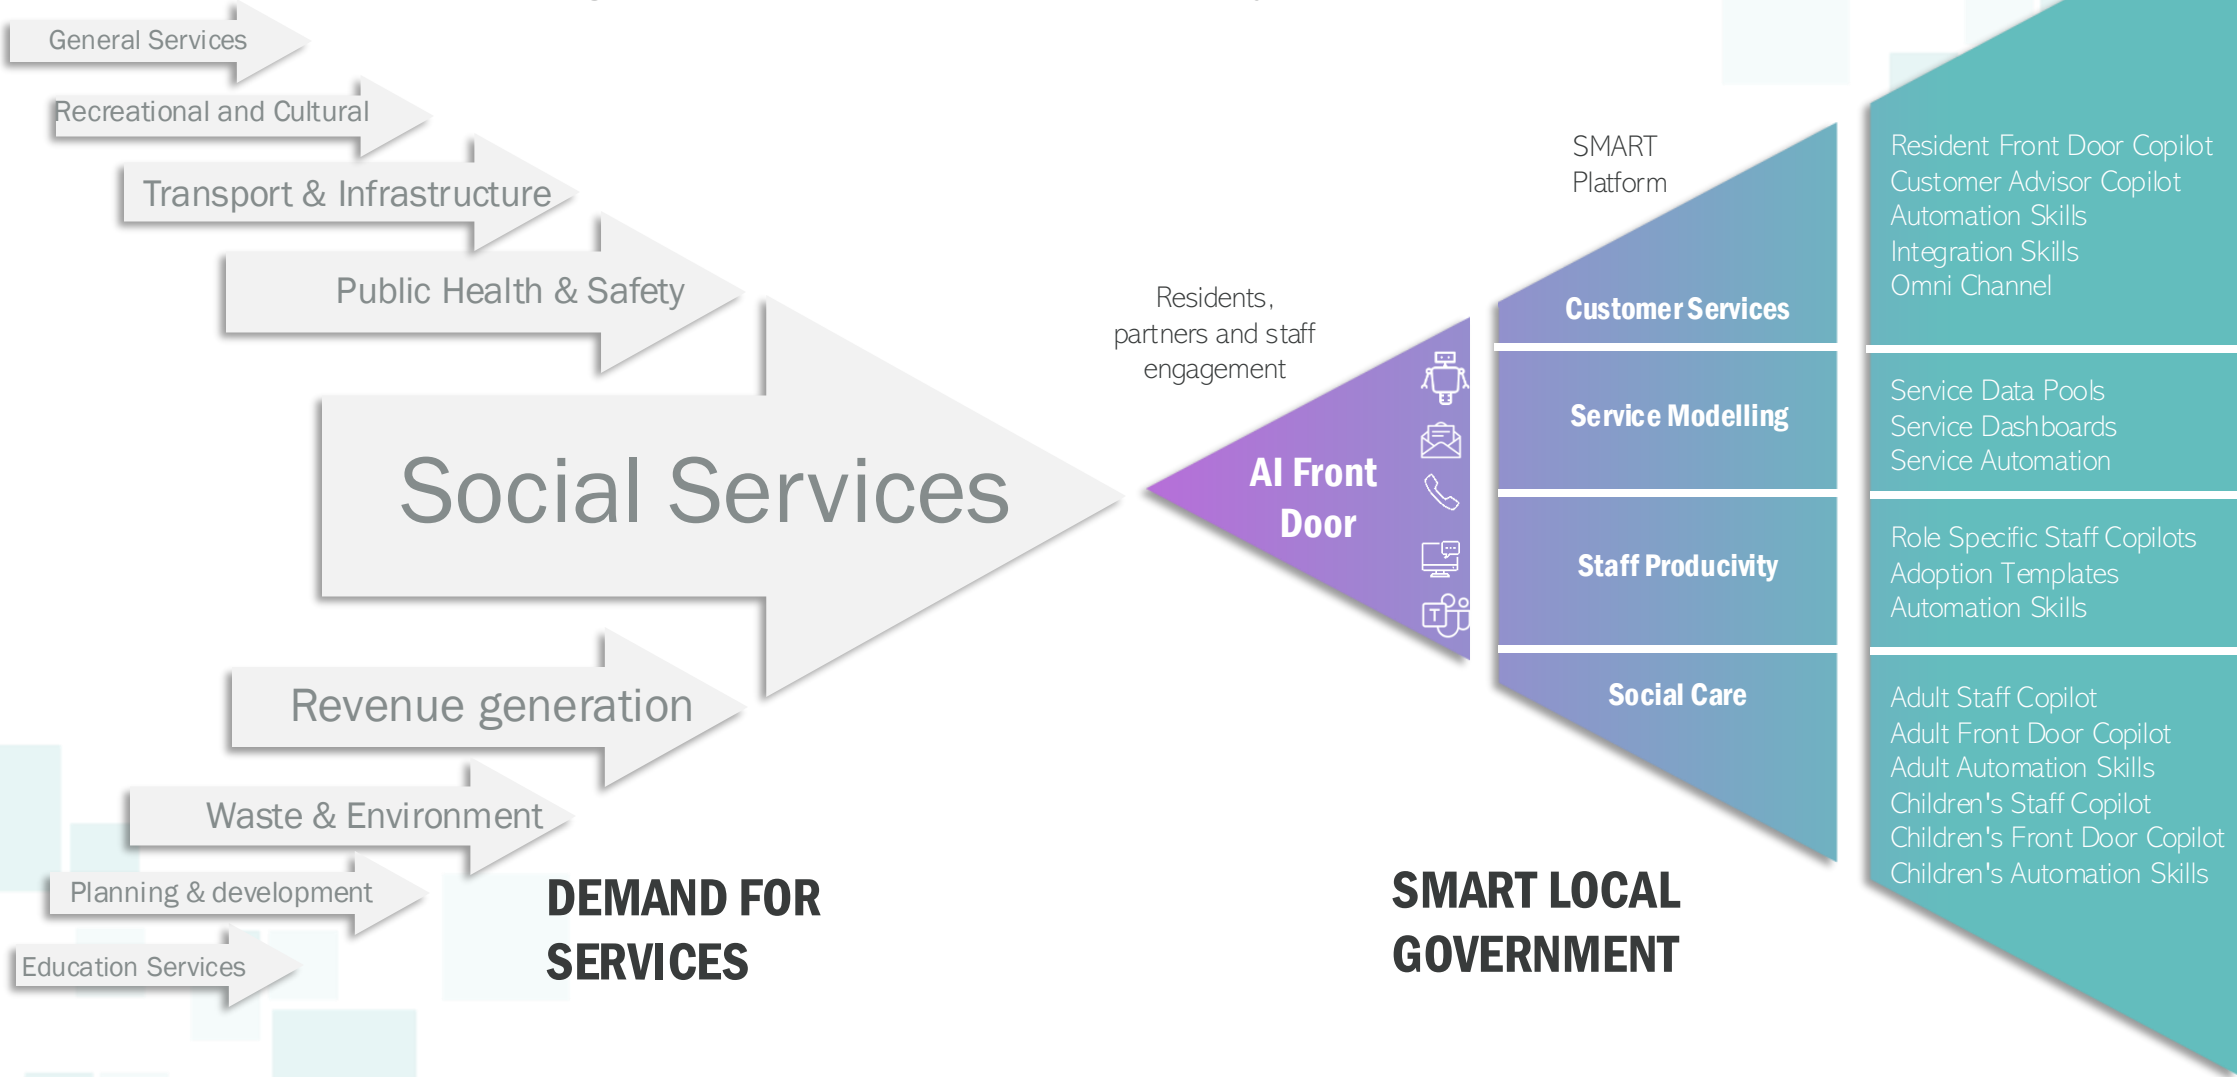 General Services
Recreational and Cultural
Transport & Infrastructure
Public Health & Safety
Social Services
Revenue generation
Waste & Environment
Planning & development
Education Services
DEMAND FOR
SERVICES
Residents,
partners and staff
engagement
AI Front
Door
T
SMART
Platform
Customer Services
Service Modelling
Staff Producivity
Social Care
SMART LOCAL
GOVERNMENT
Resident Front Door Copilot
Customer Advisor Copilot
Automation Skills
Integration Skills
Omni Channel
Service Data Pools
Service Dashboards
Service Automation
Role Specific Staff Copilots
Adoption Templates
Automation Skills
Adult Staff Copilot
Adult Front Door Copilot
Adult Automation Skills
Children's Staff Copilot
Children's Front Door Copilot
Children's Automation Skills